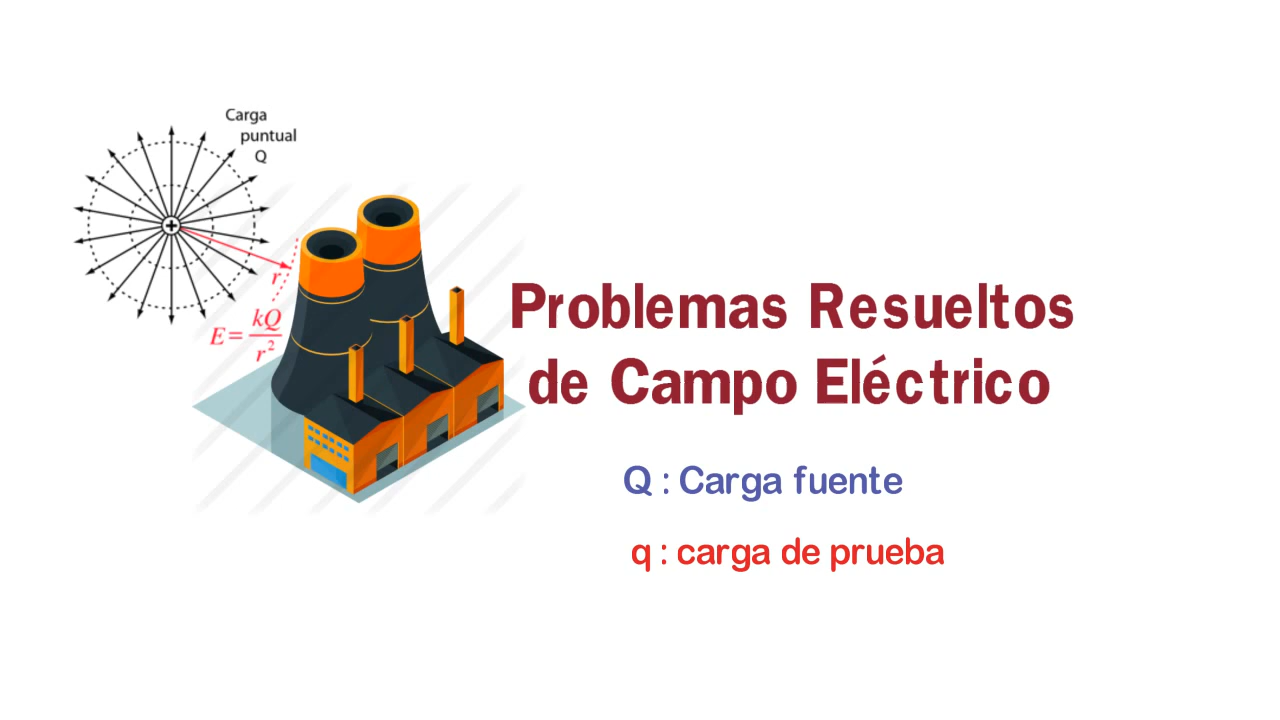 Carga
puntual
Q
r
E = kQ / r²
Problemas Resueltos
de Campo Eléctrico
Q : Carga fuente
q : carga de prueba